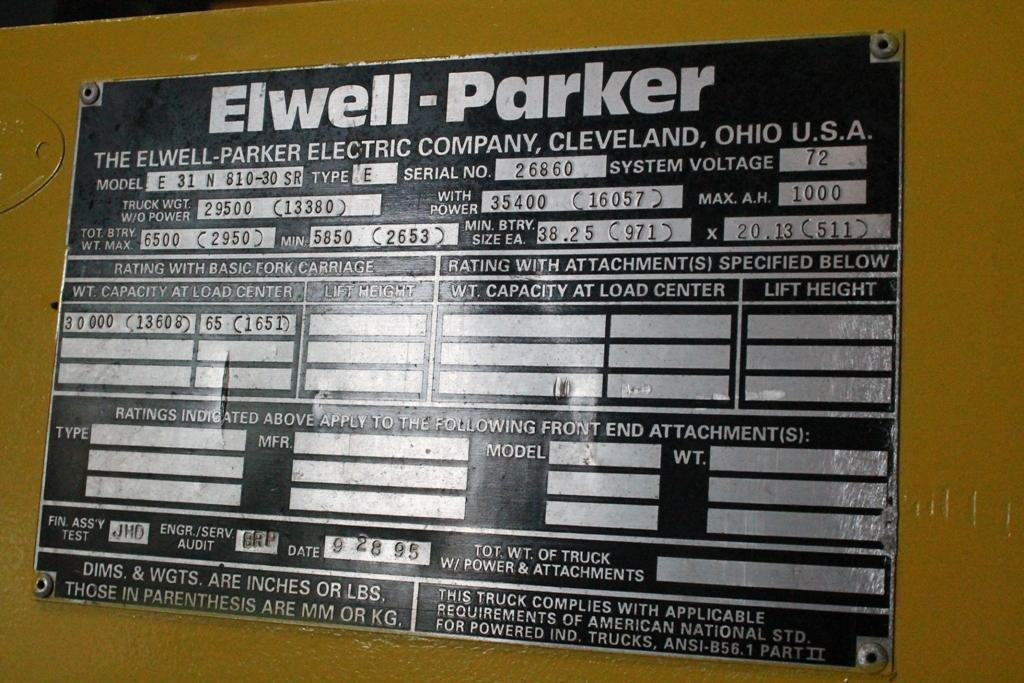 Elwell-Parker
THE ELWELL-PARKER ELECTRIC COMPANY, CLEVELAND, OHIO U.S.A.
MODEL E 31 N 810-30 SR TYPE E SERIAL NO. 26860 SYSTEM VOLTAGE 72
TRUCK WGT. W/O POWER 29500 (13380) WITH POWER 35400 (16057) MAX. A.H. 1000
TOT. BTRY. WT. MAX. 6500 (2950) MIN. 5850 (2653) MIN. BTRY. SIZE EA. 38.25 (971) X 20.13 (511)
RATING WITH BASIC FORK CARRIAGE RATING WITH ATTACHMENT(S) SPECIFIED BELOW
WT. CAPACITY AT LOAD CENTER LIFT HEIGHT WT. CAPACITY AT LOAD CENTER LIFT HEIGHT
30000 (13608) 65 (1651)
RATINGS INDICATED ABOVE APPLY TO THE FOLLOWING FRONT END ATTACHMENT(S):
TYPE MFR. MODEL WT.
FIN. ASS'Y TEST JHD ENGR./SERV. AUDIT GRP DATE 9 28 95 TOT. WT. OF TRUCK W/ POWER & ATTACHMENTS
DIMS. & WGTS. ARE INCHES OR LBS.
THOSE IN PARENTHESIS ARE MM OR KG.
THIS TRUCK COMPLIES WITH APPLICABLE
REQUIREMENTS OF AMERICAN NATIONAL STD.
FOR POWERED IND. TRUCKS, ANSI-B56.1 PART II